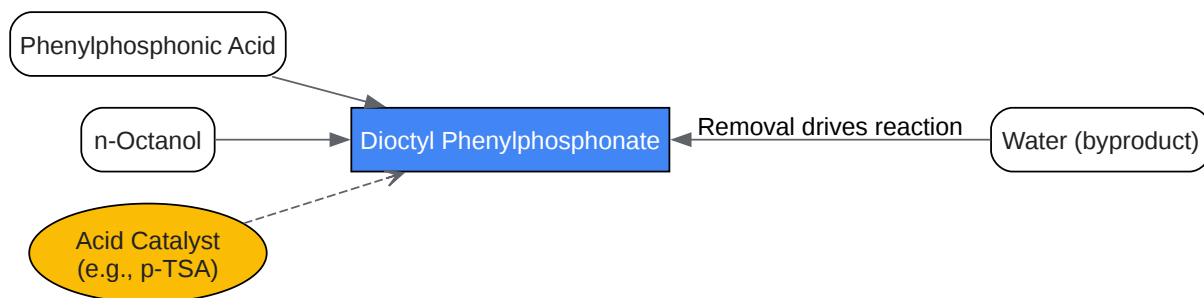 Phenylphosphonic Acid
n-Octanol
Dioctyl Phenylphosphonate
Removal drives reaction
Water (byproduct)
Acid Catalyst
(e.g., p-TSA)